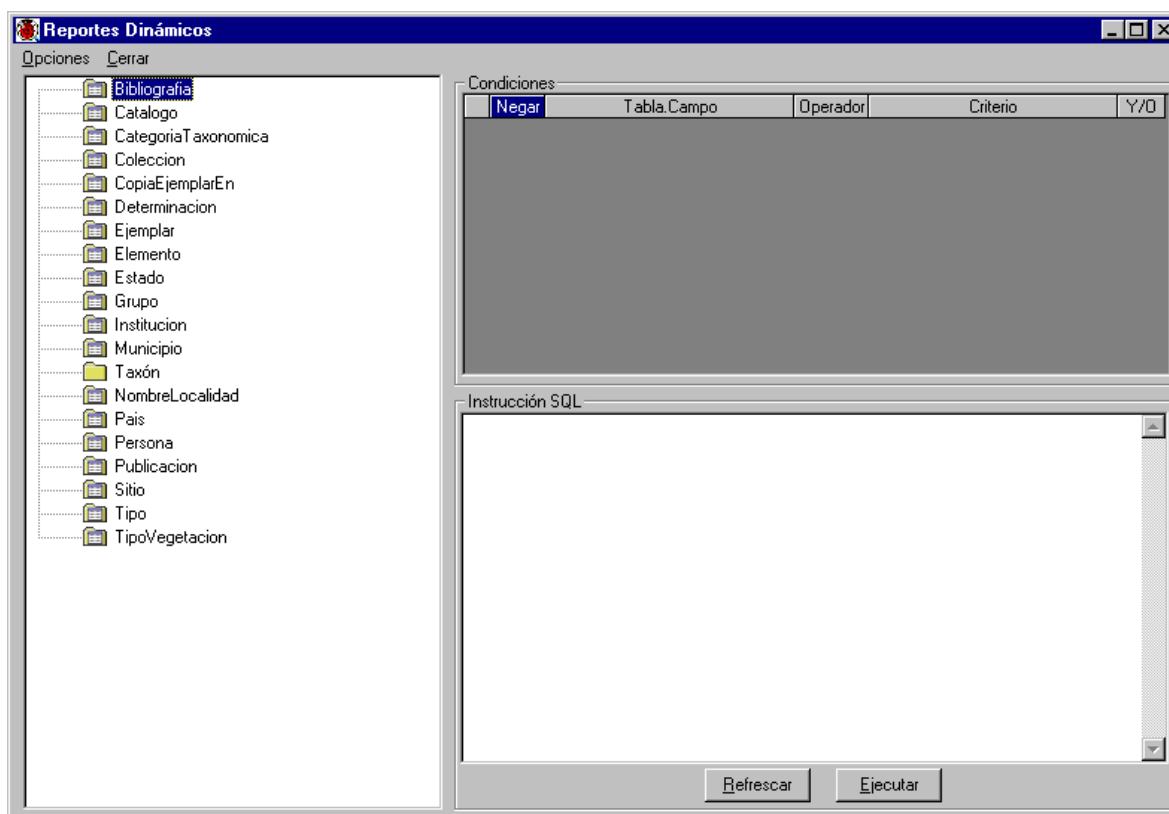 Reportes Dinámicos
Opciones Cerrar
Bibliografia
Catalogo
CategoriaTaxonomica
Coleccion
CopiaEjemplarEn
Determinacion
Ejemplar
Elemento
Estado
Grupo
Institucion
Municipio
Taxón
NombreLocalidad
Pais
Persona
Publicacion
Sitio
Tipo
TipoVegetacion
Condiciones
Negar Tabla.Campo Operador Criterio Y/O
Instrucción SQL
Refrescar Ejecutar